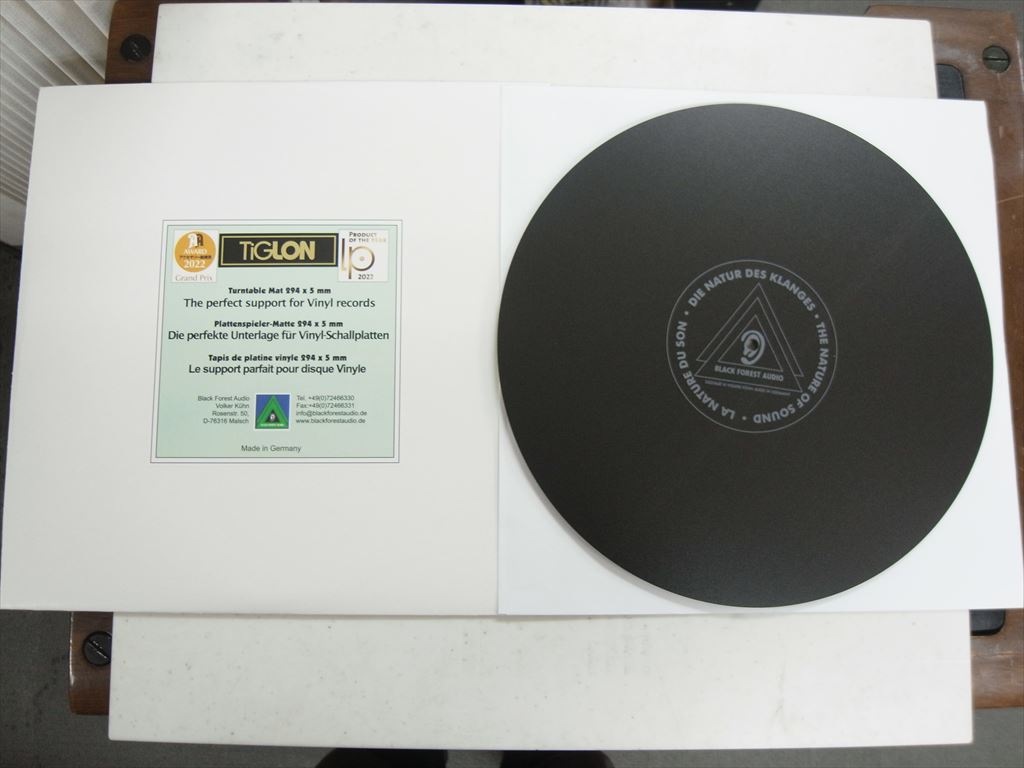 AWARD
2022
Grand Prix
TiGLON
PRODUCT
OF THE YEAR
LP
2022
Turntable Mat 294 x 5 mm
The perfect support for Vinyl records
Plattenspieler-Matte 294 x 5 mm
Die perfekte Unterlage für Vinyl-Schallplatten
Tapis de platine vinyle 294 x 5 mm
Le support parfait pour disque Vinyle
Black Forest Audio
Volker Kühn
Rosenstr. 50,
D-76316 Malsch
Tel. +49(0)72466330
Fax:+49(0)72466331
info@blackforestaudio.de
www.blackforestaudio.de
Made in Germany
DIE NATUR DES KLANGES • THE NATURE OF SOUND • LA NATURE DU SON •
BLACK FOREST AUDIO